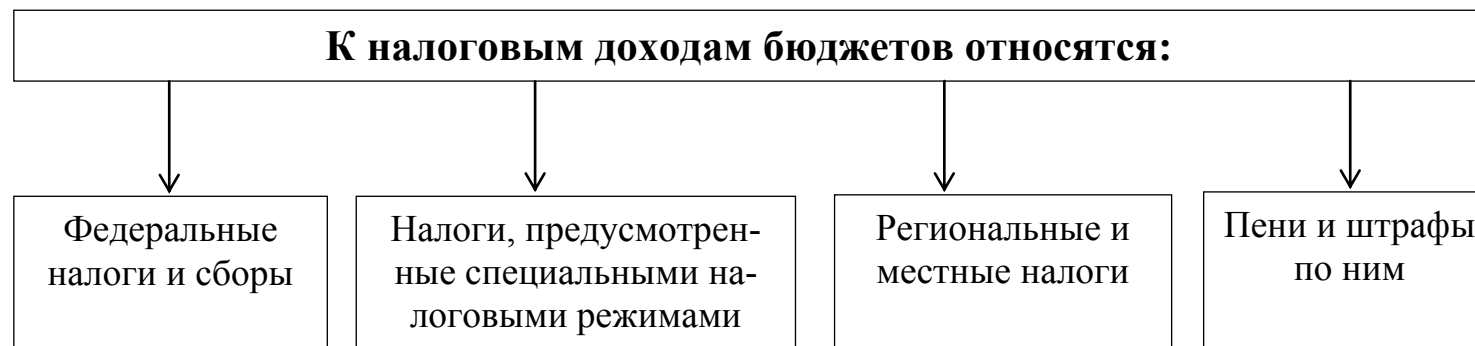 К налоговым доходам бюджетов относятся:
Федеральные
налоги и сборы
Налоги, предусмотрен-
ные специальными на-
логовыми режимами
Региональные и
местные налоги
Пени и штрафы
по ним